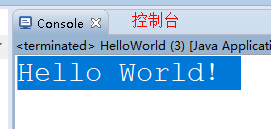 Console 控制台
<terminated> HelloWorld (3) [Java Applicati
Hello World!